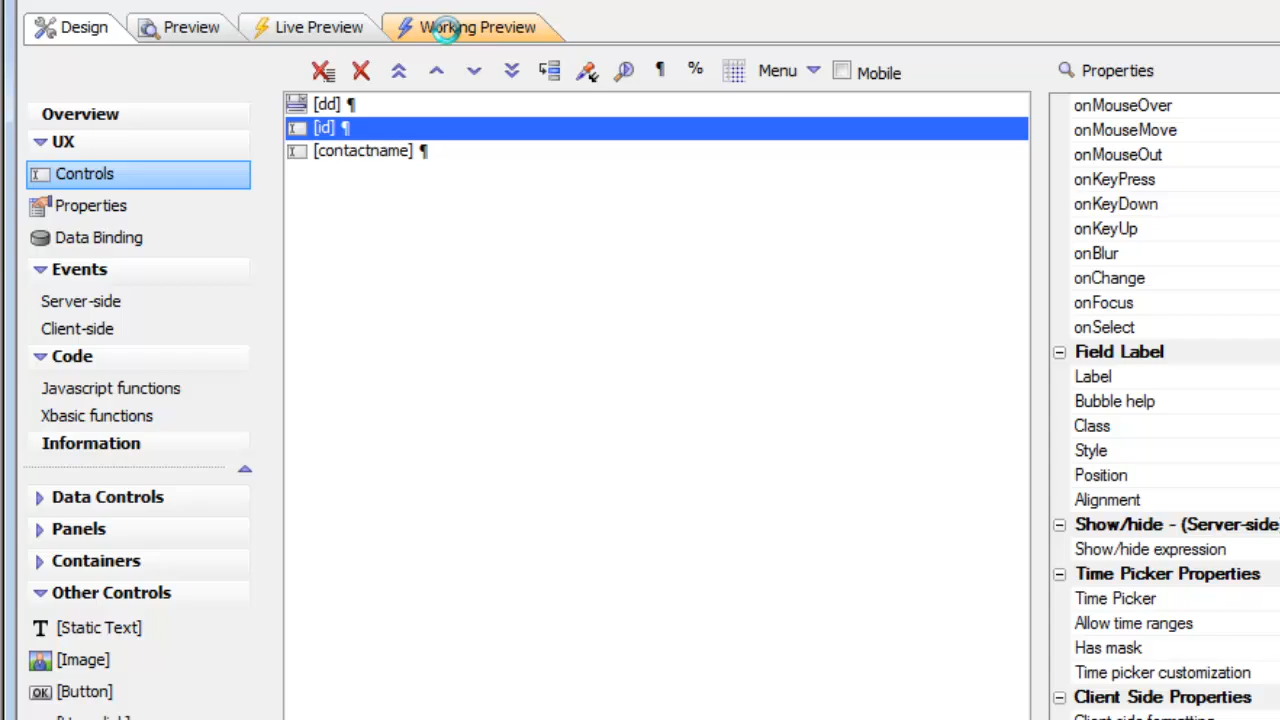 Design
Preview
Live Preview
Working Preview
¶
%
Menu
Mobile
Properties
Overview
UX
Controls
Properties
Data Binding
Events
Server-side
Client-side
Code
Javascript functions
Xbasic functions
Information
Data Controls
Panels
Containers
Other Controls
T [Static Text]
[Image]
OK [Button]
[dd] ¶
[id] ¶
[contactname] ¶
onMouseOver
onMouseMove
onMouseOut
onKeyPress
onKeyDown
onKeyUp
onBlur
onChange
onFocus
onSelect
Field Label
Label
Bubble help
Class
Style
Position
Alignment
Show/hide - (Server-side
Show/hide expression
Time Picker Properties
Time Picker
Allow time ranges
Has mask
Time picker customization
Client Side Properties
Client-side formatting